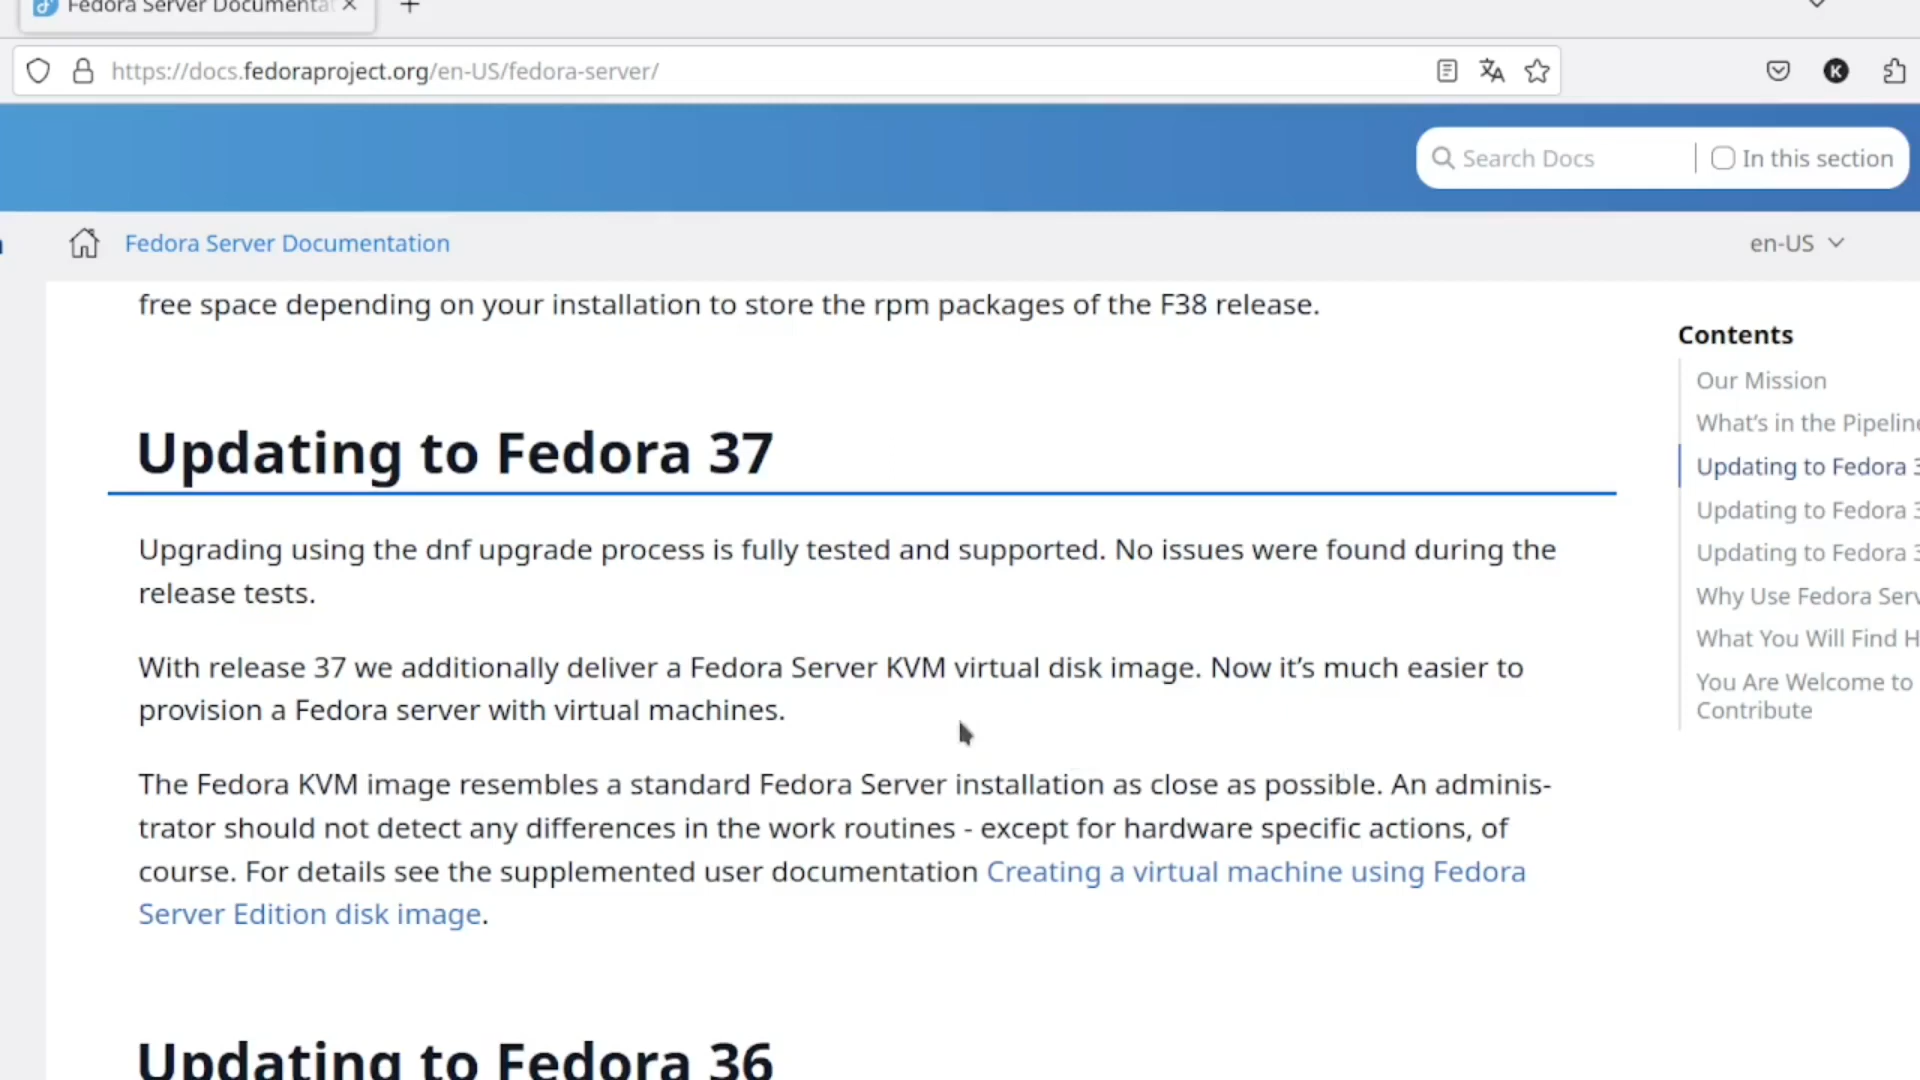 Fedora Server Documentat
https://docs.fedoraproject.org/en-US/fedora-server/
K
Search Docs
In this section
Fedora Server Documentation
en-US
free space depending on your installation to store the rpm packages of the F38 release.
Updating to Fedora 37
Upgrading using the dnf upgrade process is fully tested and supported. No issues were found during the
release tests.
With release 37 we additionally deliver a Fedora Server KVM virtual disk image. Now it’s much easier to
provision a Fedora server with virtual machines.
The Fedora KVM image resembles a standard Fedora Server installation as close as possible. An adminis-
trator should not detect any differences in the work routines - except for hardware specific actions, of
course. For details see the supplemented user documentation Creating a virtual machine using Fedora
Server Edition disk image.
Updating to Fedora 36
Contents
Our Mission
What’s in the Pipeline
Updating to Fedora 3
Updating to Fedora 3
Updating to Fedora 3
Why Use Fedora Serv
What You Will Find H
You Are Welcome to
Contribute